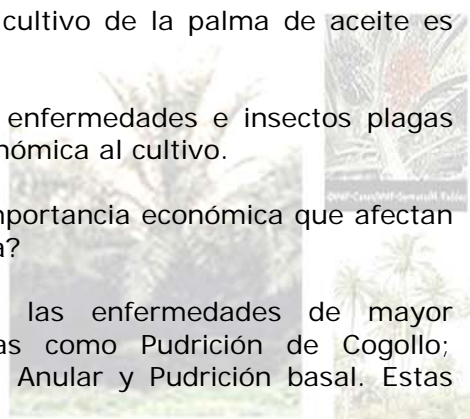 cultivo de la palma de aceite es
enfermedades e insectos plagas
nómica al cultivo.
mportancia económica que afectan
a?
las enfermedades de mayor
as como Pudrición de Cogollo;
Anular y Pudrición basal. Estas